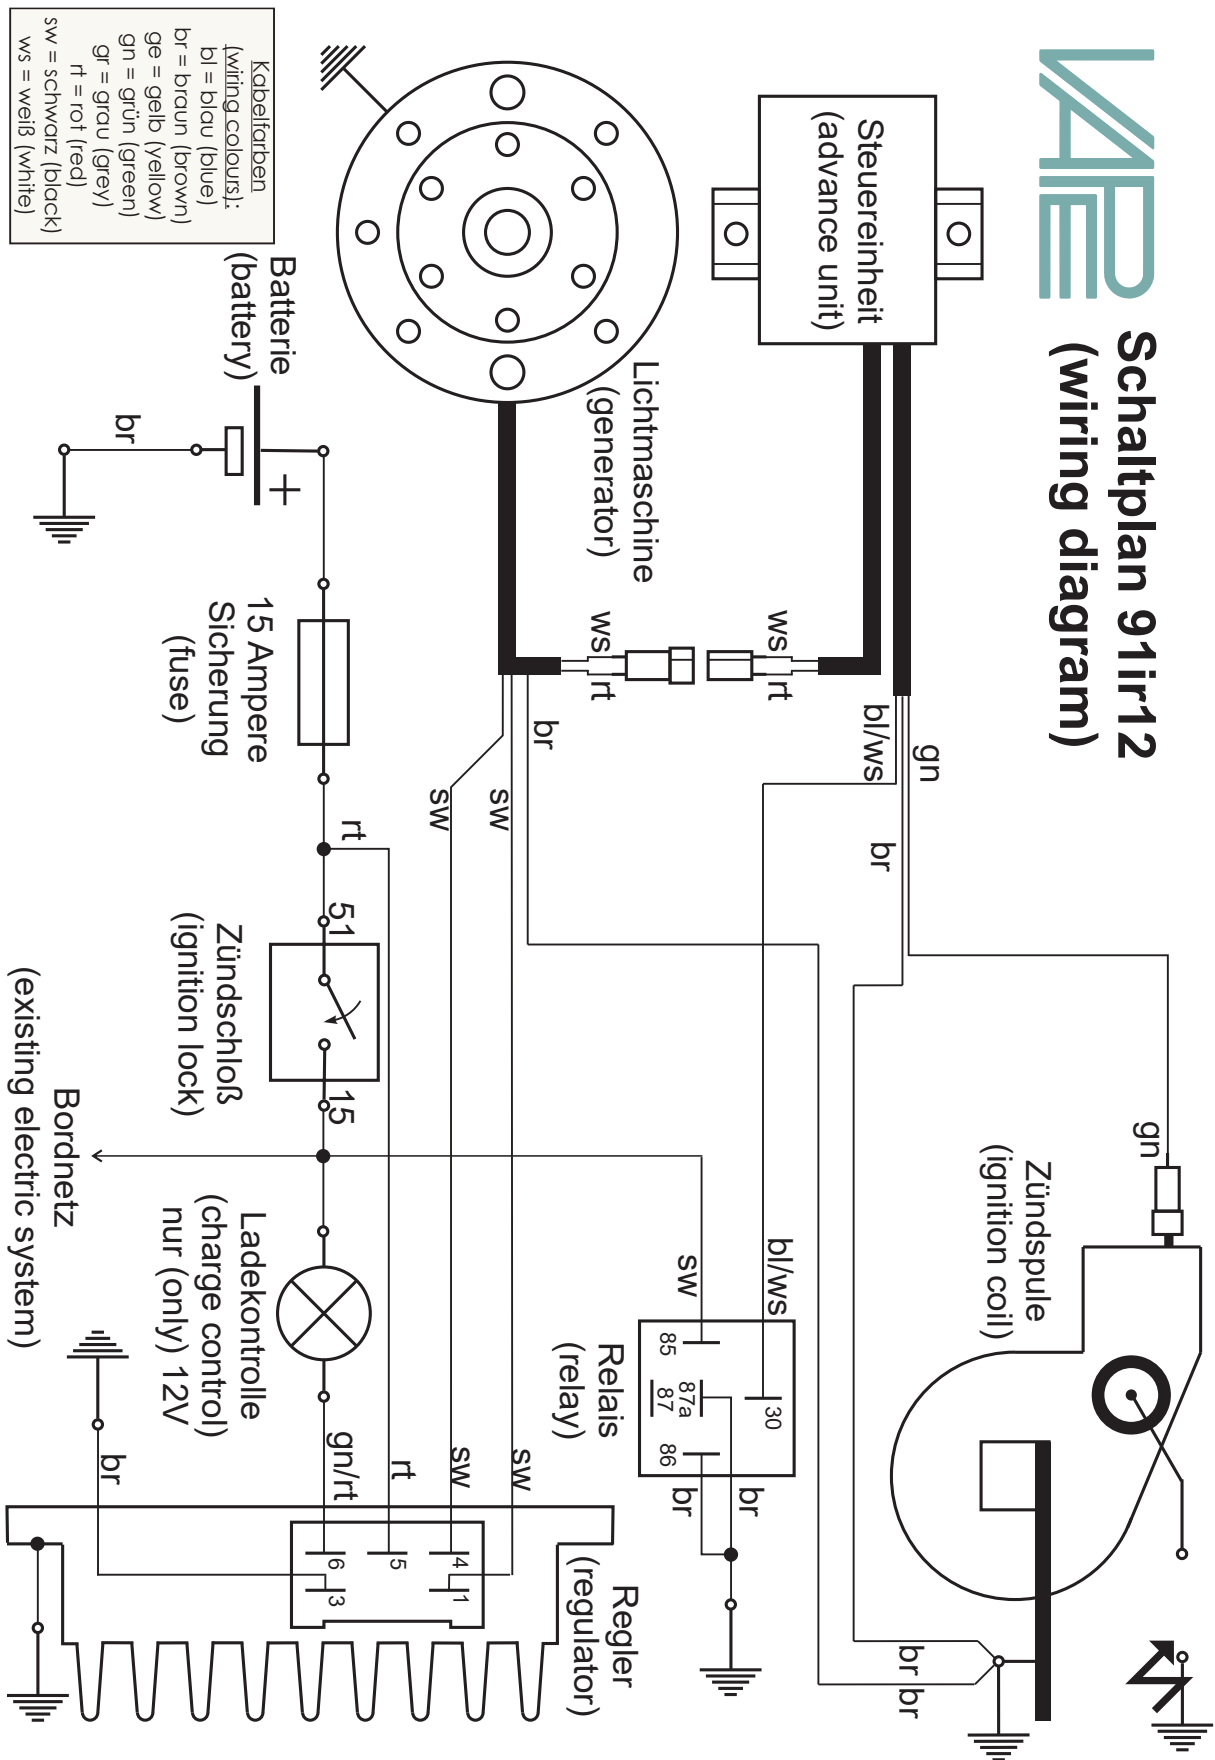 VAPE
Schaltplan 91ir12
(wiring diagram)
Steuereinheit
(advance unit)
Lichtmaschine
(generator)
ws
rt
ws
rt
bl/ws
gn
br
br
sw
sw
gn
Zündspule
(ignition coil)
bl/ws
sw
Relais
(relay)
85
87a
87
86
30
br
br
br
br
Batterie
(battery)
+
br
15 Ampere
Sicherung
(fuse)
rt
51
Zündschloß
(ignition lock)
15
Bordnetz
(existing electric system)
Ladekontrolle
(charge control)
nur (only) 12V
gn/rt
rt
sw
sw
br
6
5
4
3
1
Regler
(regulator)
Kabelfarben
(wiring colours):
bl = blau (blue)
br = braun (brown)
ge = gelb (yellow)
gn = grün (green)
gr = grau (grey)
rt = rot (red)
sw = schwarz (black)
ws = weiß (white)